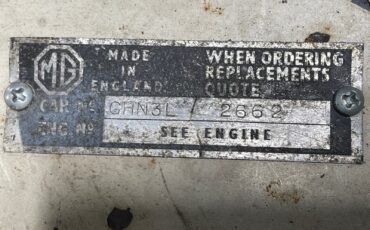 MG
MADE
IN
ENGLAND
WHEN ORDERING
REPLACEMENTS
QUOTE
CAR No GHN3L / 2662
ENG No SEE ENGINE